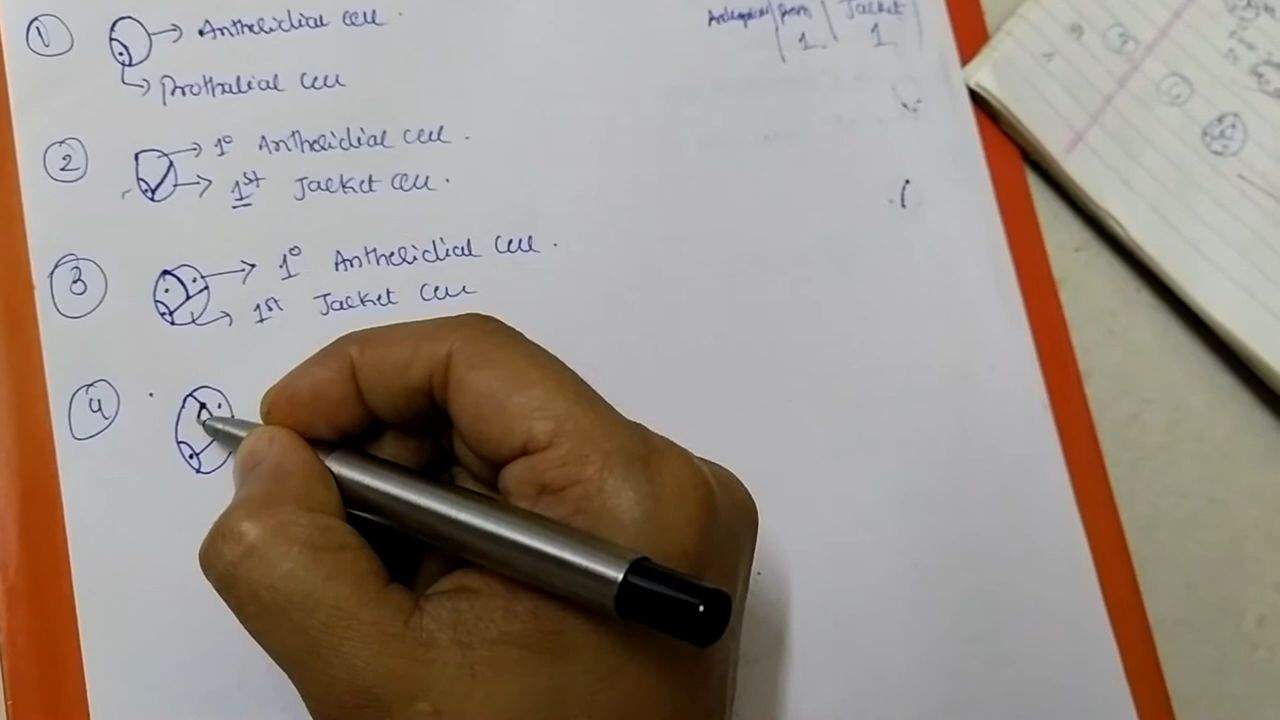 1 Antheridial cell.
Prothalial cell
Prom Jacket
1 1
2 1° Antheridial cell.
1st Jacket cell.
3 1° Antheridial cell.
1st Jacket cell
4